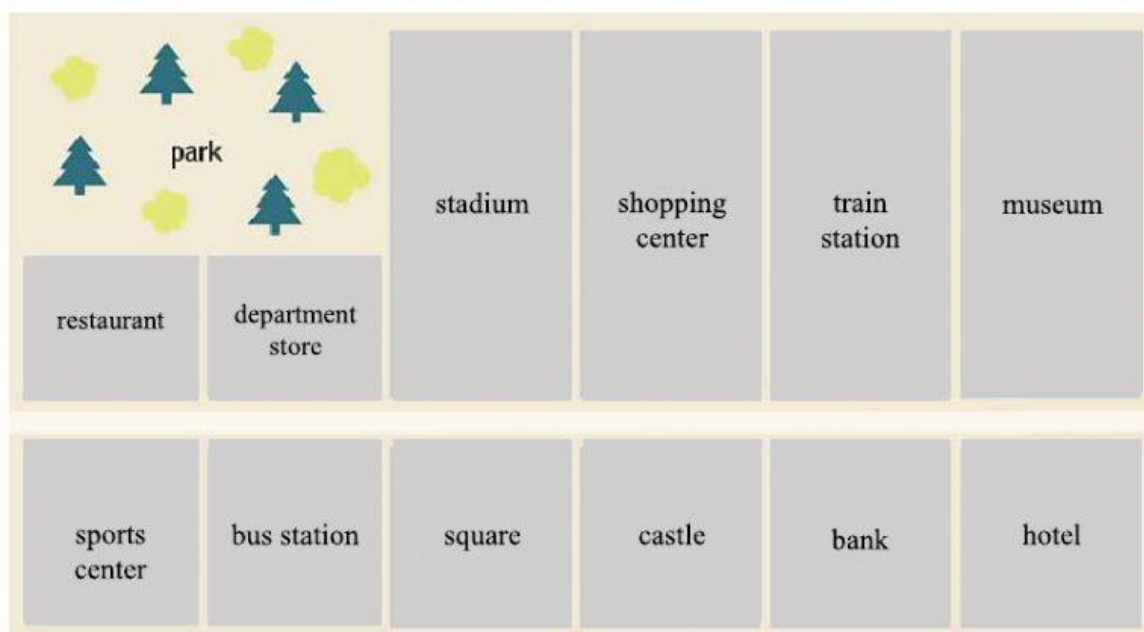 park
stadium
shopping
center
train
station
museum
restaurant
department
store
sports
center
bus station
square
castle
bank
hotel